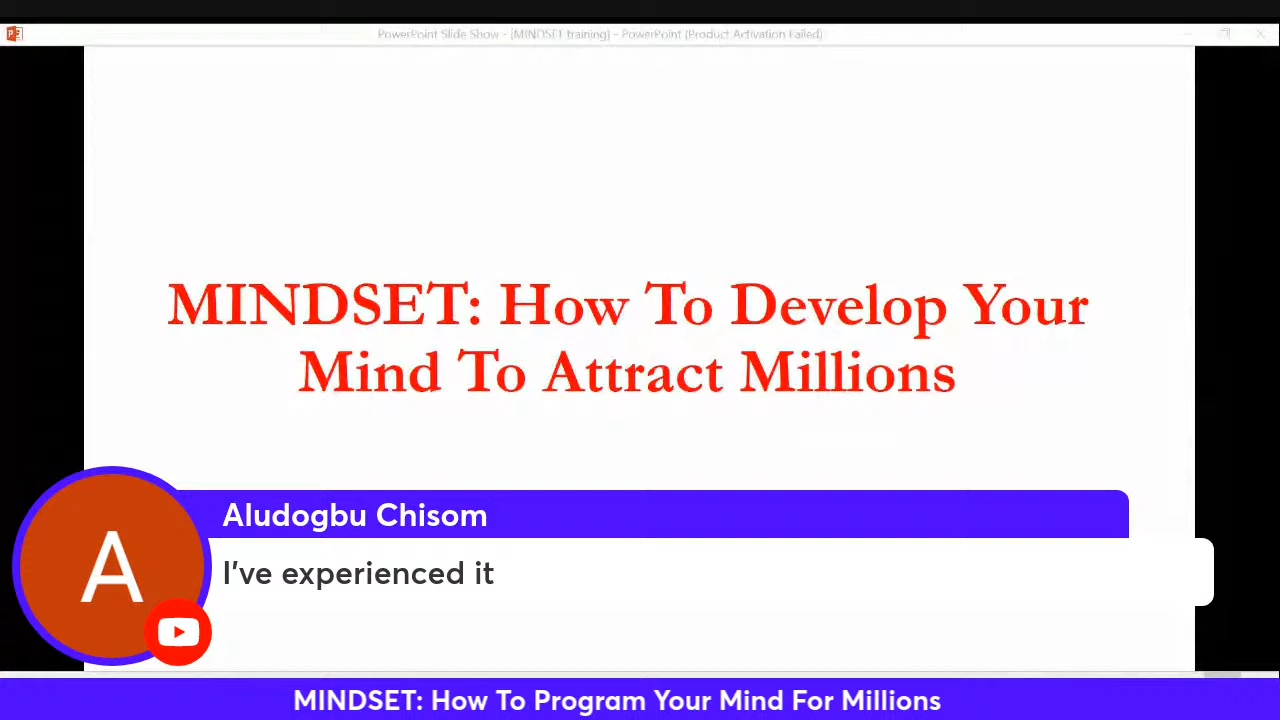 PowerPoint Slide Show - [MINDSET training] - PowerPoint (Product Activation Failed)
MINDSET: How To Develop Your
Mind To Attract Millions
A
Aludogbu Chisom
I've experienced it
MINDSET: How To Program Your Mind For Millions